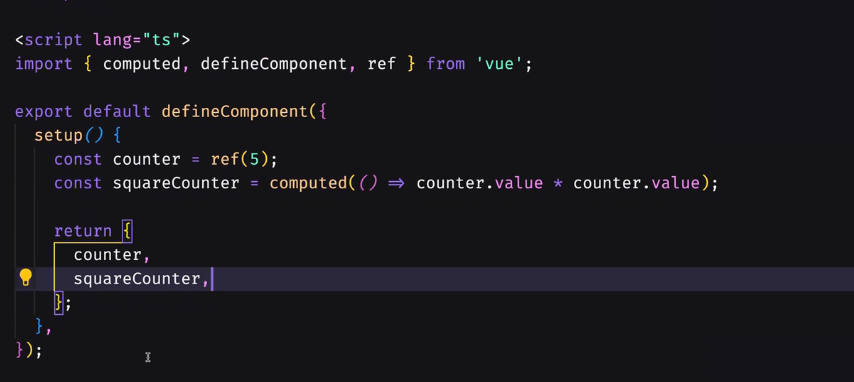 <script lang="ts">
import { computed, defineComponent, ref } from 'vue';
export default defineComponent({
setup() {
const counter = ref(5);
const squareCounter = computed(() => counter.value * counter.value);
return {
counter,
squareCounter,
};
},
});